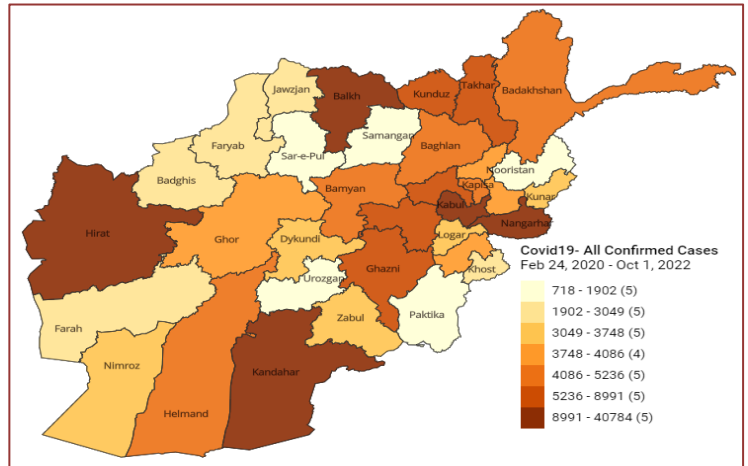 Jawzjan
Balkh
Kunduz
Takhar
Badakhshan
Faryab
Sar-e-Pul
Samangan
Baghlan
Nooristan
Badghis
Bamyan
Kapisa
Kunar
Hirat
Ghor
Dykundi
Kabul
Logar
Nangarhar
Ghazni
Khost
Urozgan
Zabul
Paktika
Farah
Nimroz
Helmand
Kandahar
Covid19- All Confirmed Cases
Feb 24, 2020 - Oct 1, 2022
718 - 1902 (5)
1902 - 3049 (5)
3049 - 3748 (5)
3748 - 4086 (4)
4086 - 5236 (5)
5236 - 8991 (5)
8991 - 40784 (5)